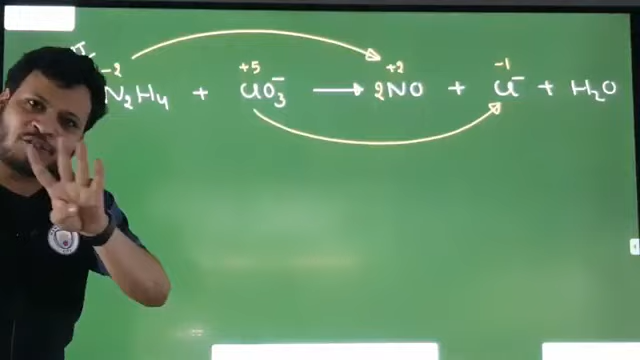 -2 +5 +2 -1
N₂H₄ + ClO₃⁻ → 2NO + Cl⁻ + H₂O